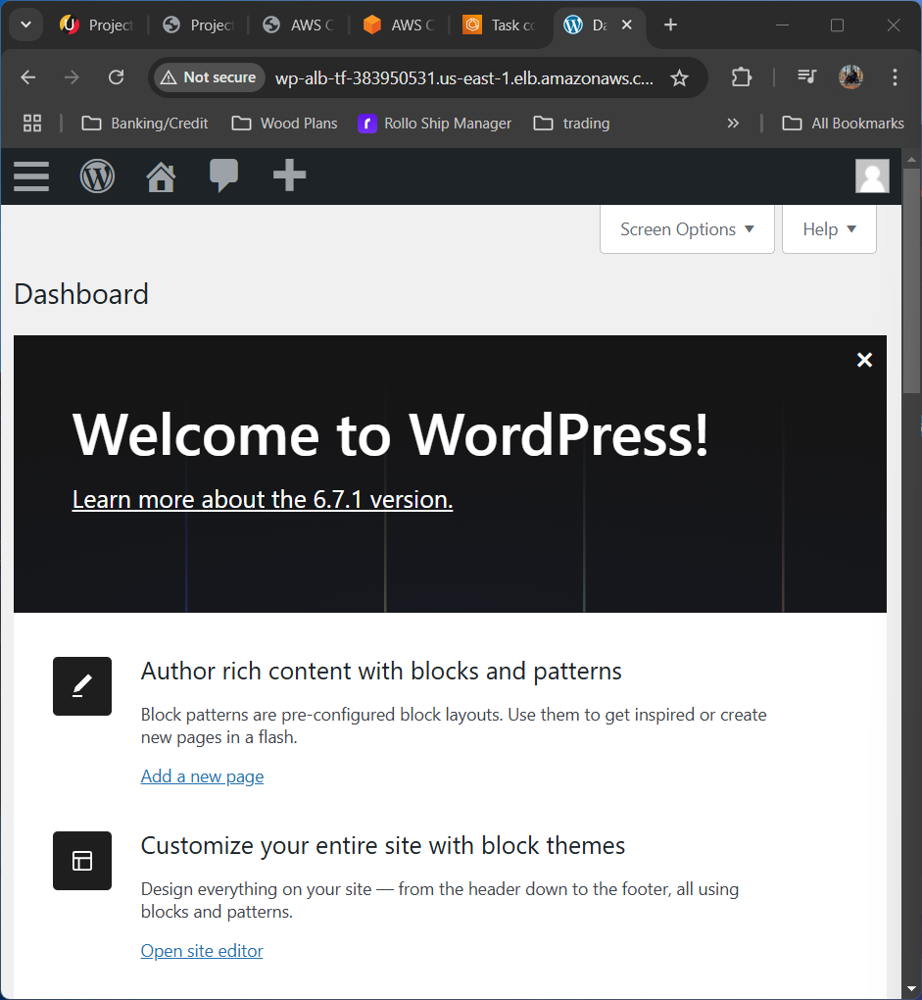 Project
Project
AWS C
AWS C
Task co
Da
Not secure
wp-alb-tf-383950531.us-east-1.elb.amazonaws.c...
Banking/Credit
Wood Plans
Rollo Ship Manager
trading
All Bookmarks
Screen Options
Help
Dashboard
Welcome to WordPress!
Learn more about the 6.7.1 version.
Author rich content with blocks and patterns
Block patterns are pre-configured block layouts. Use them to get inspired or create
new pages in a flash.
Add a new page
Customize your entire site with block themes
Design everything on your site — from the header down to the footer, all using
blocks and patterns.
Open site editor